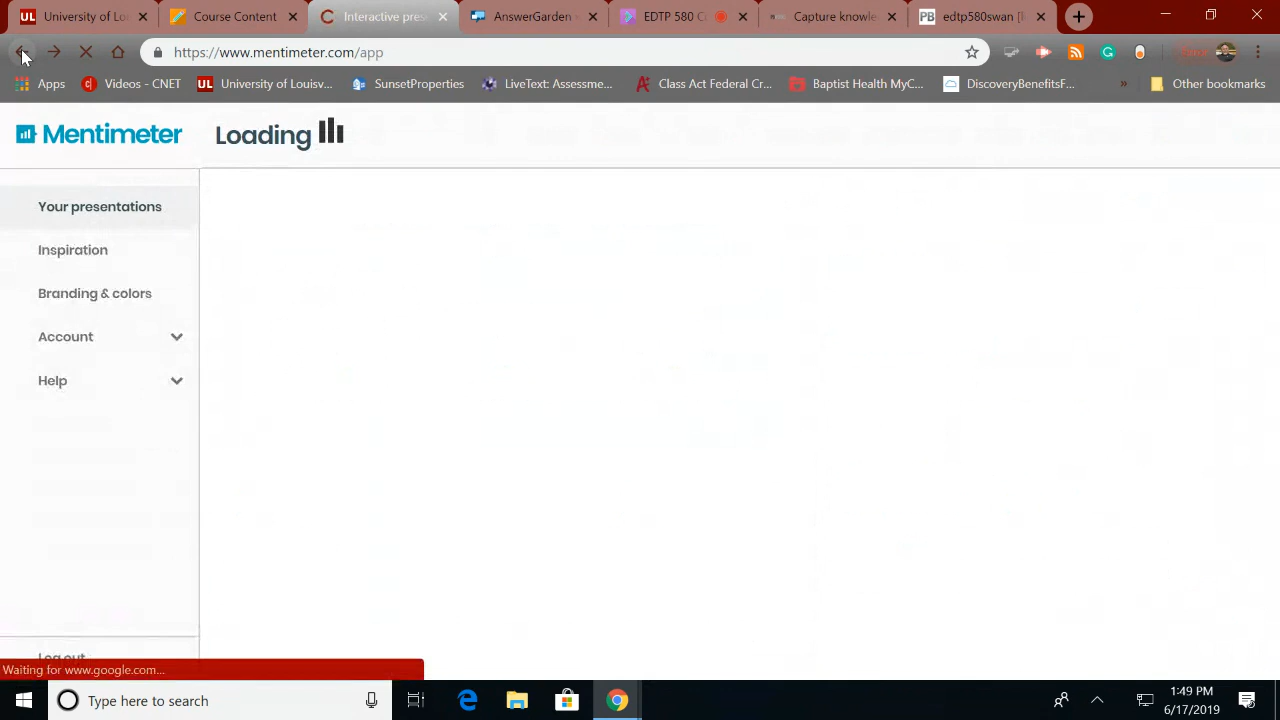 University of Lo
Course Content
Interactive pres
AnswerGarden
EDTP 580 C
Capture knowle
edtp580swan [
https://www.mentimeter.com/app
Apps
Videos - CNET
University of Louisv...
SunsetProperties
LiveText: Assessme...
Class Act Federal Cr...
Baptist Health MyC...
DiscoveryBenefitsF...
»
Other bookmarks
Mentimeter
Loading
Your presentations
Inspiration
Branding & colors
Account
Help
Log out
Waiting for www.google.com...
Type here to search
1:49 PM
6/17/2019